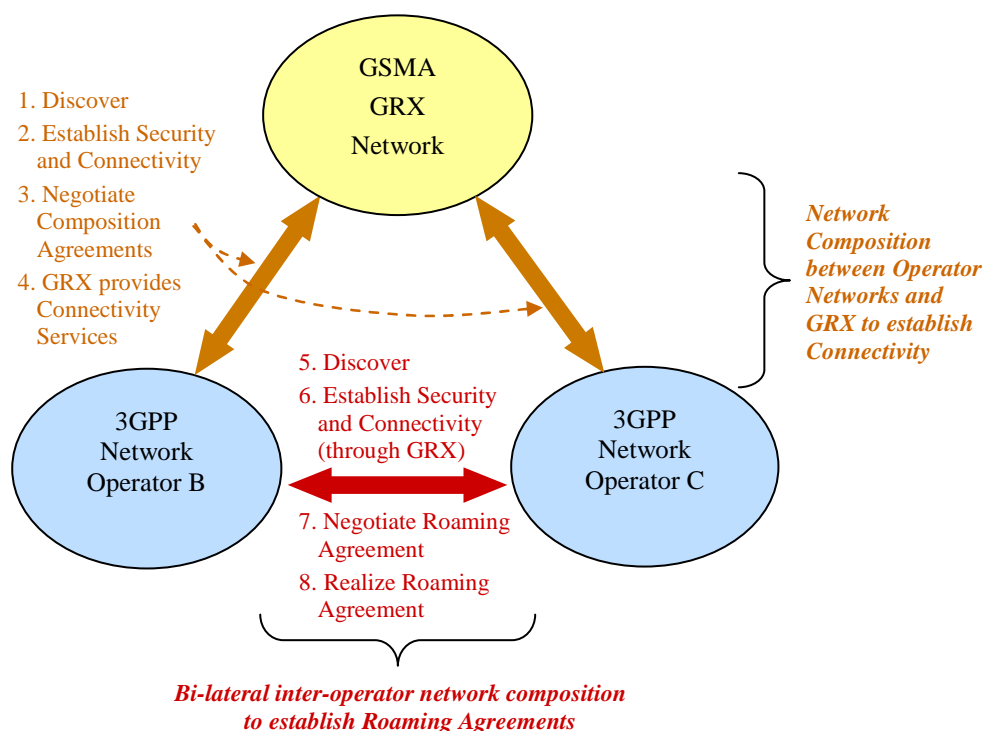 GSMA
GRX
Network
1. Discover
2. Establish Security
and Connectivity
3. Negotiate
Composition
Agreements
4. GRX provides
Connectivity
Services
Network
Composition
between Operator
Networks and
GRX to establish
Connectivity
3GPP
Network
Operator B
5. Discover
6. Establish Security
and Connectivity
(through GRX)
7. Negotiate Roaming
Agreement
8. Realize Roaming
Agreement
3GPP
Network
Operator C
Bi-lateral inter-operator network composition
to establish Roaming Agreements